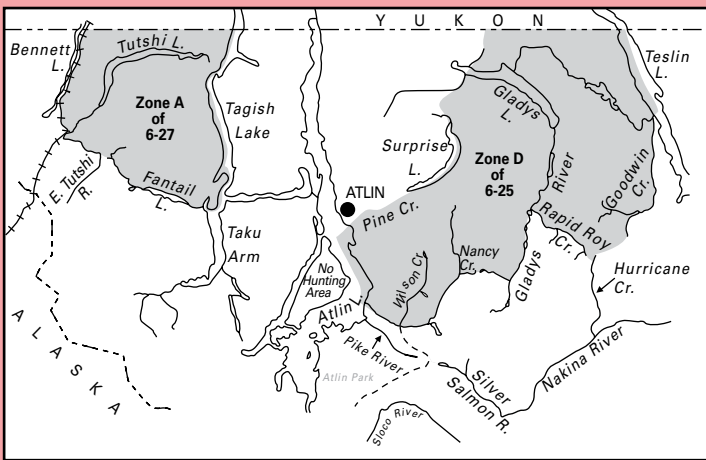 Y U K O N
Bennett
L.
Tutshi L.
Teslin
L.
Zone A
of
6-27
Tagish
Lake
Gladys
L.
Surprise
L.
Zone D
of
6-25
River
Goodwin
Cr.
E. Tutshi
R.
Fantail
L.
ATLIN
Pine Cr.
Rapid Roy
Cr.
Taku
Arm
No
Hunting
Area
Wilson Cr.
Nancy
Cr.
Gladys
Hurricane
Cr.
Atlin L.
Pike River
Atlin Park
Silver
Salmon R.
Nakina River
Sloco River
ALASKA